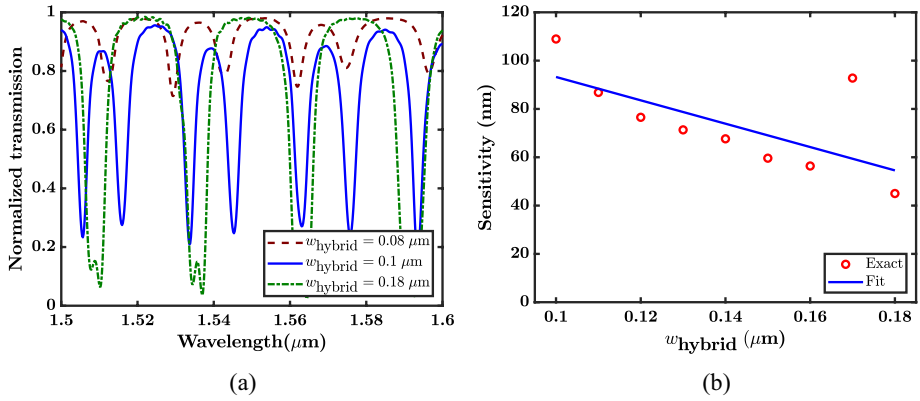 1
0.8
0.6
0.4
0.2
0
Normalized transmission
1.5
1.52
1.54
1.56
1.58
1.6
Wavelength(μm)
w_hybrid = 0.08 μm
w_hybrid = 0.1 μm
w_hybrid = 0.18 μm
(a)
120
100
80
60
40
20
0
Sensitivity (nm)
0.1
0.12
0.14
0.16
0.18
w_hybrid (μm)
Exact
Fit
(b)